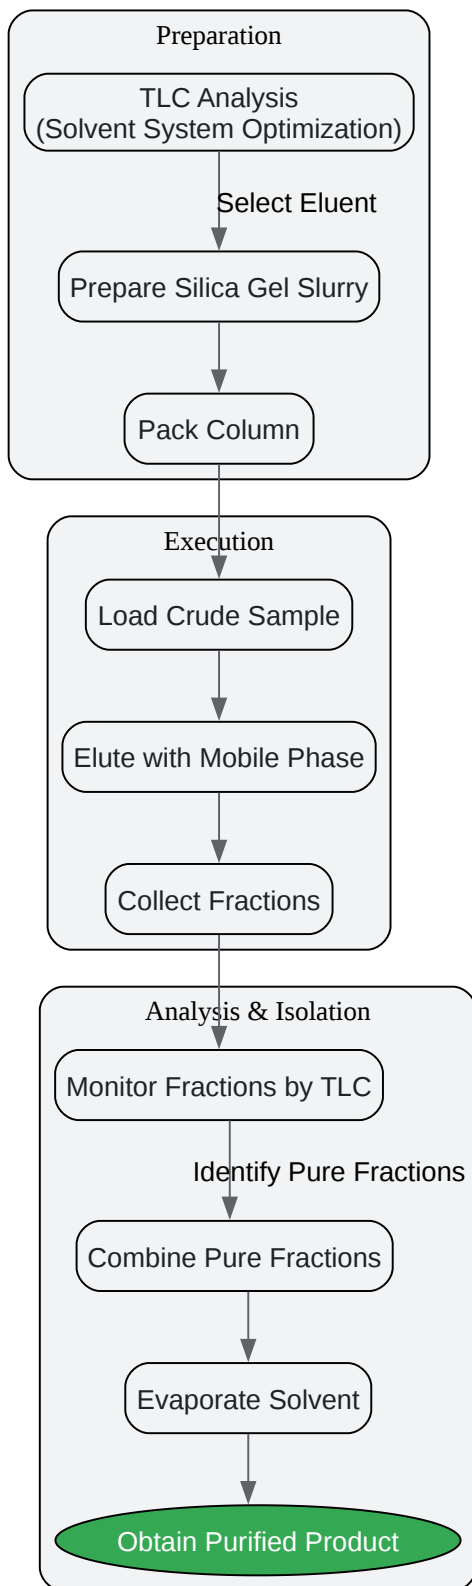 Preparation
TLC Analysis
(Solvent System Optimization)
Select Eluent
Prepare Silica Gel Slurry
Pack Column
Execution
Load Crude Sample
Elute with Mobile Phase
Collect Fractions
Analysis & Isolation
Monitor Fractions by TLC
Identify Pure Fractions
Combine Pure Fractions
Evaporate Solvent
Obtain Purified Product